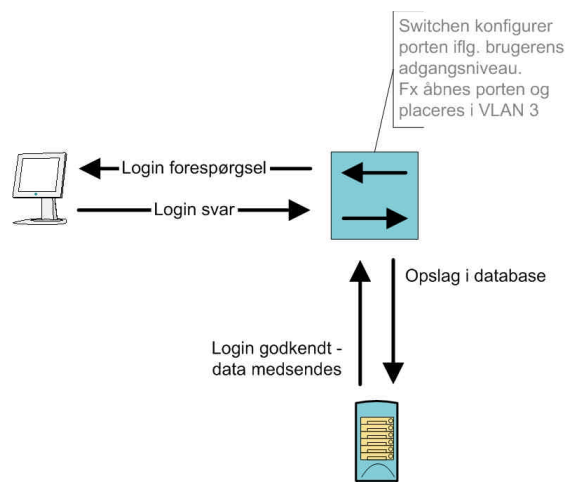 Switchen konfigurer
porten iflg. brugerens
adgangsniveau.
Fx åbnes porten og
placeres i VLAN 3
Login forespørgsel
Login svar
Opslag i database
Login godkendt -
data medsendes